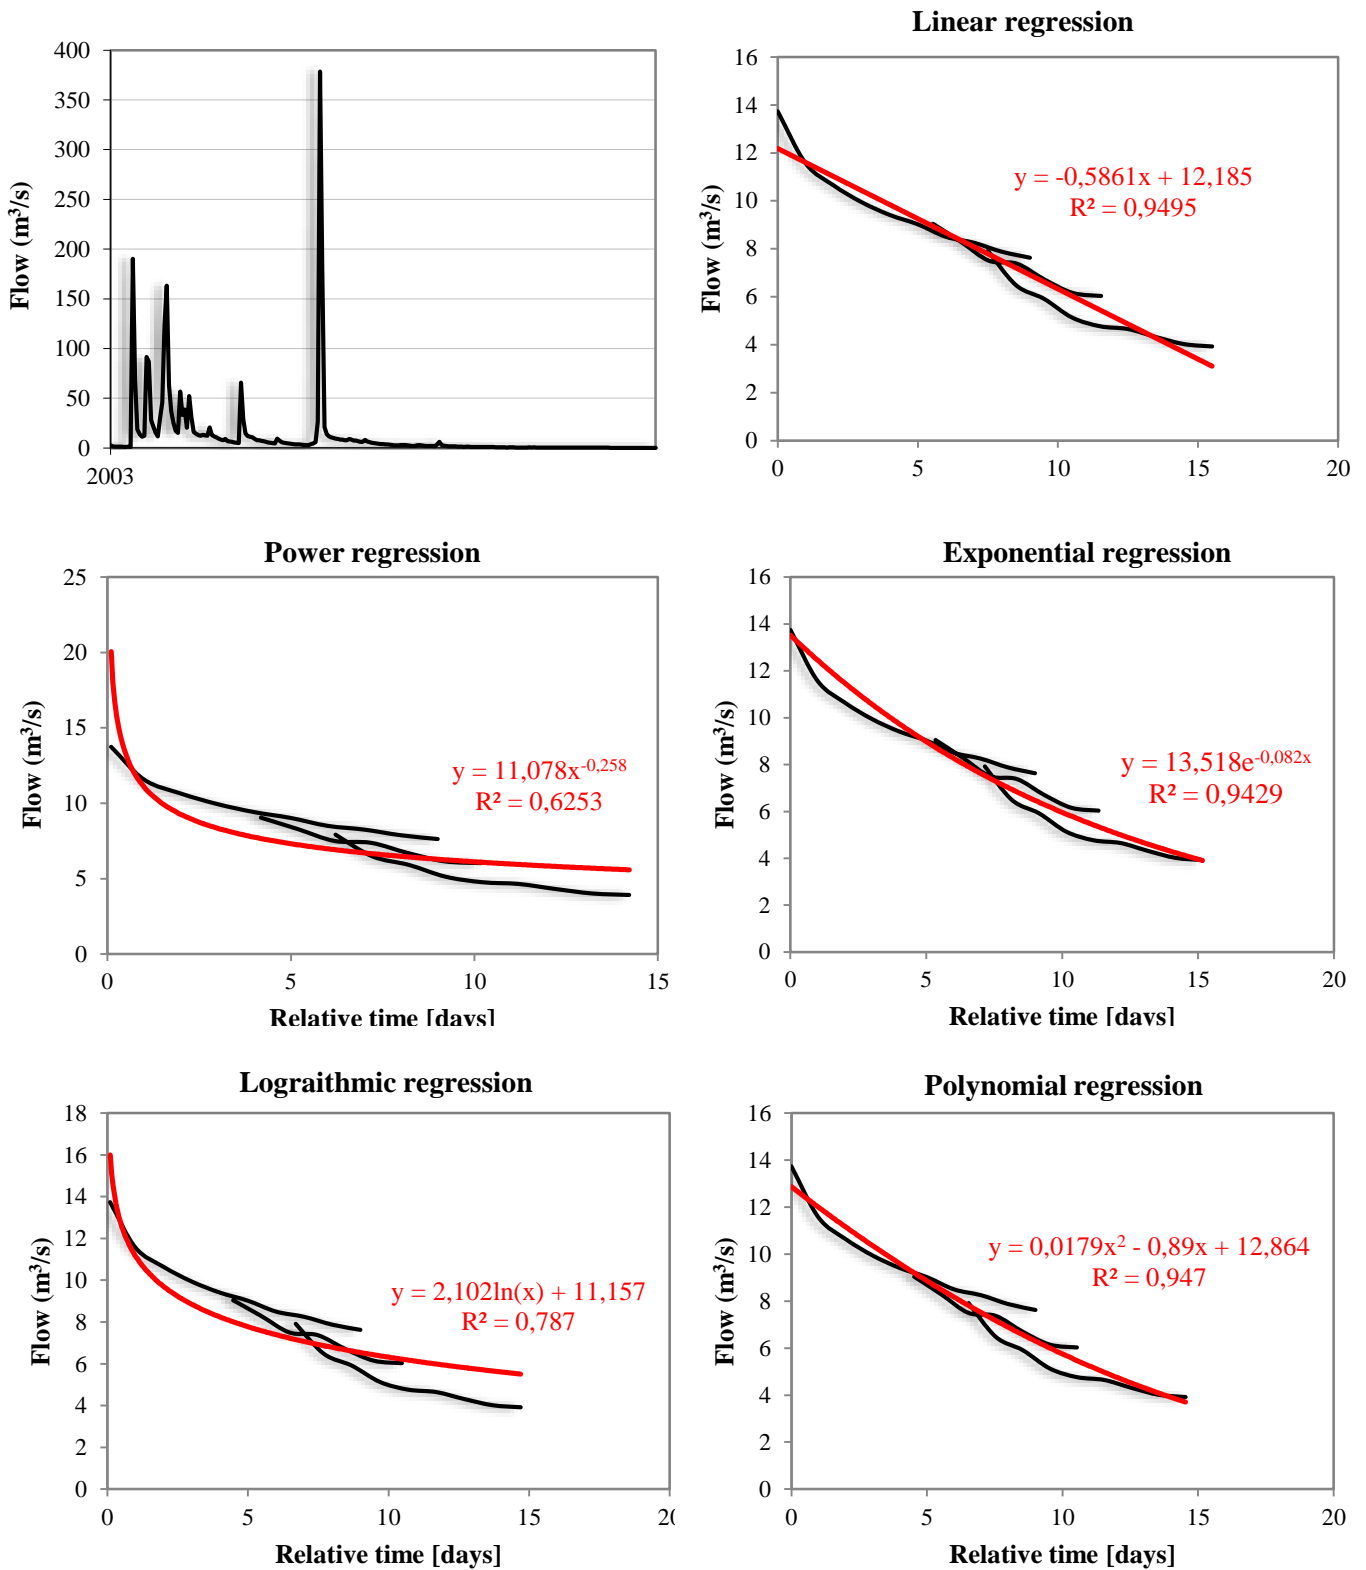 400
350
300
250
200
150
100
50
0
Flow (m³/s)
2003
Linear regression
16
14
12
10
8
6
4
2
0
Flow (m³/s)
y = -0,5861x + 12,185
R² = 0,9495
0 5 10 15 20
Power regression
25
20
15
10
5
0
Flow (m³/s)
y = 11,078x⁻⁰,²⁵⁸
R² = 0,6253
0 5 10 15
Relative time [days]
Exponential regression
16
14
12
10
8
6
4
2
0
Flow (m³/s)
y = 13,518e⁻⁰,⁰⁸²ˣ
R² = 0,9429
0 5 10 15 20
Relative time [days]
Lograithmic regression
18
16
14
12
10
8
6
4
2
0
Flow (m³/s)
y = 2,102ln(x) + 11,157
R² = 0,787
0 5 10 15 20
Relative time [days]
Polynomial regression
16
14
12
10
8
6
4
2
0
Flow (m³/s)
y = 0,0179x² - 0,89x + 12,864
R² = 0,947
0 5 10 15 20
Relative time [days]